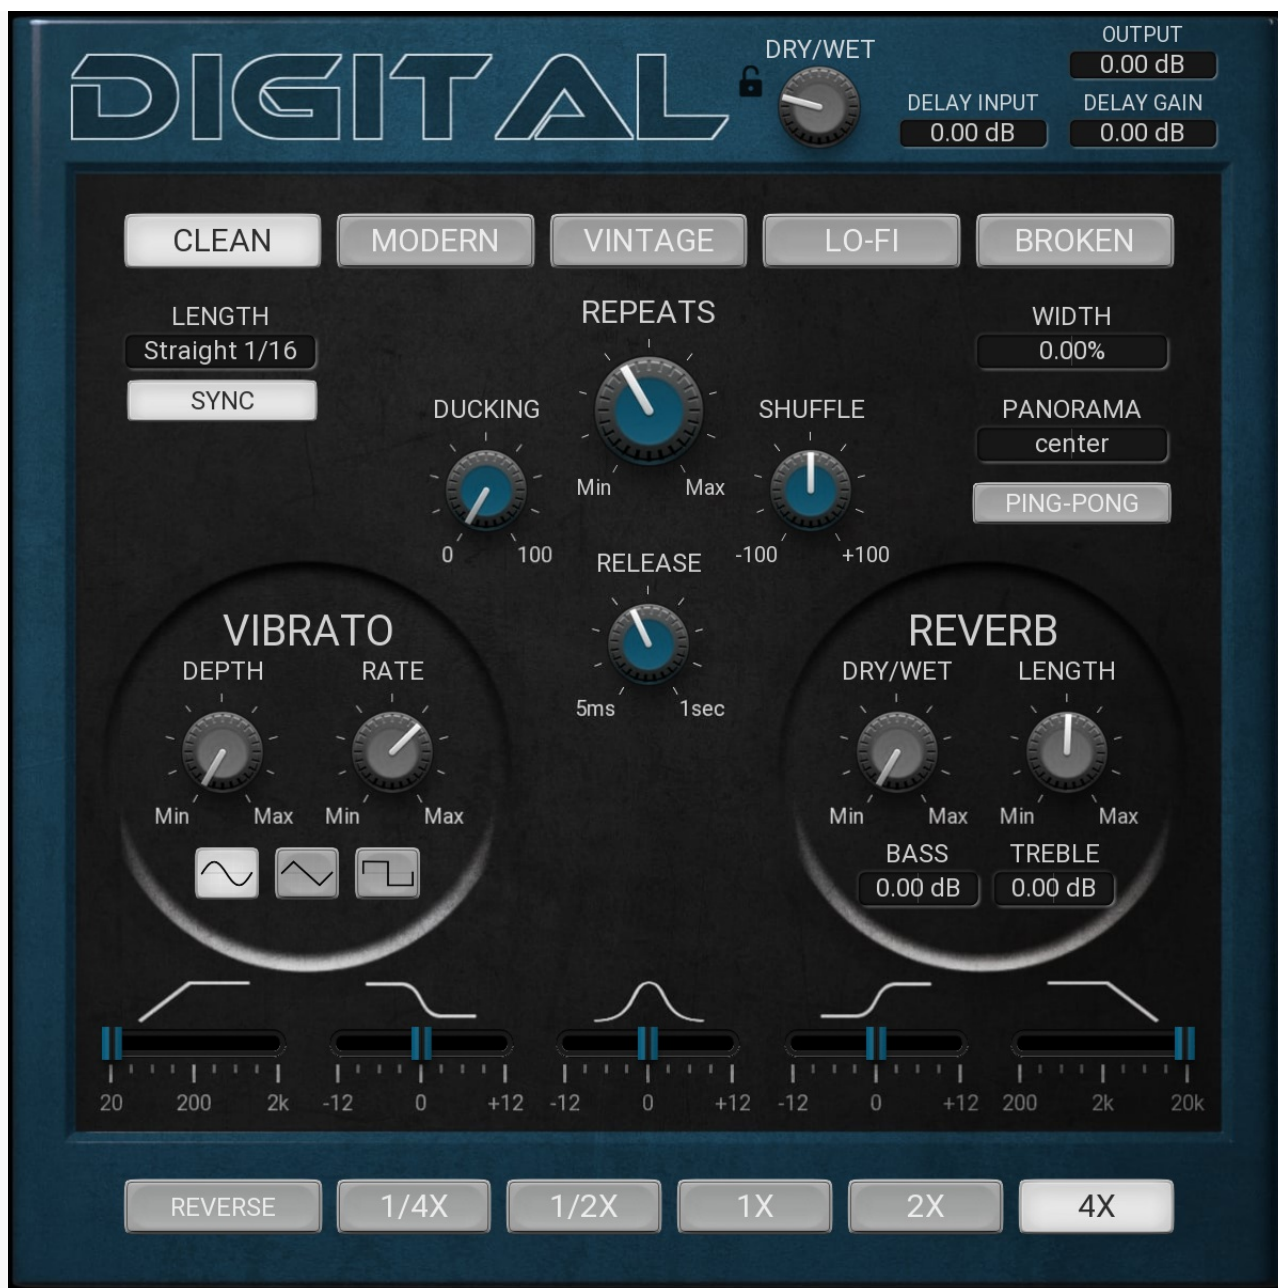 DIGITAL
DRY/WET
OUTPUT
0.00 dB
DELAY INPUT
0.00 dB
DELAY GAIN
0.00 dB
CLEAN MODERN VINTAGE LO-FI BROKEN
LENGTH
Straight 1/16
SYNC
REPEATS
Min Max
WIDTH
0.00%
DUCKING
0 100
SHUFFLE
-100 +100
PANORAMA
center
PING-PONG
RELEASE
5ms 1sec
VIBRATO
DEPTH RATE
Min Max Min Max
REVERB
DRY/WET LENGTH
Min Max Min Max
BASS TREBLE
0.00 dB 0.00 dB
20 200 2k -12 0 +12 -12 0 +12 -12 0 +12 200 2k 20k
REVERSE 1/4X 1/2X 1X 2X 4X